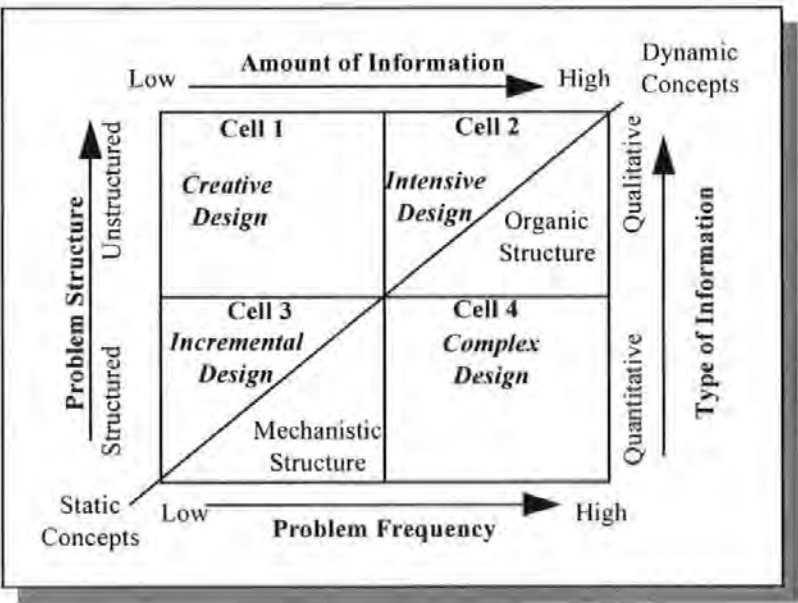 Dynamic
Concepts
Amount of Information
Low
High
Cell 1
Cell 2
Creative
Design
Intensive
Design
Organic
Structure
Problem Structure
Unstructured
Structured
Qualitative
Quantitative
Type of Information
Cell 3
Incremental
Design
Cell 4
Complex
Design
Mechanistic
Structure
Static
Concepts
Low
High
Problem Frequency